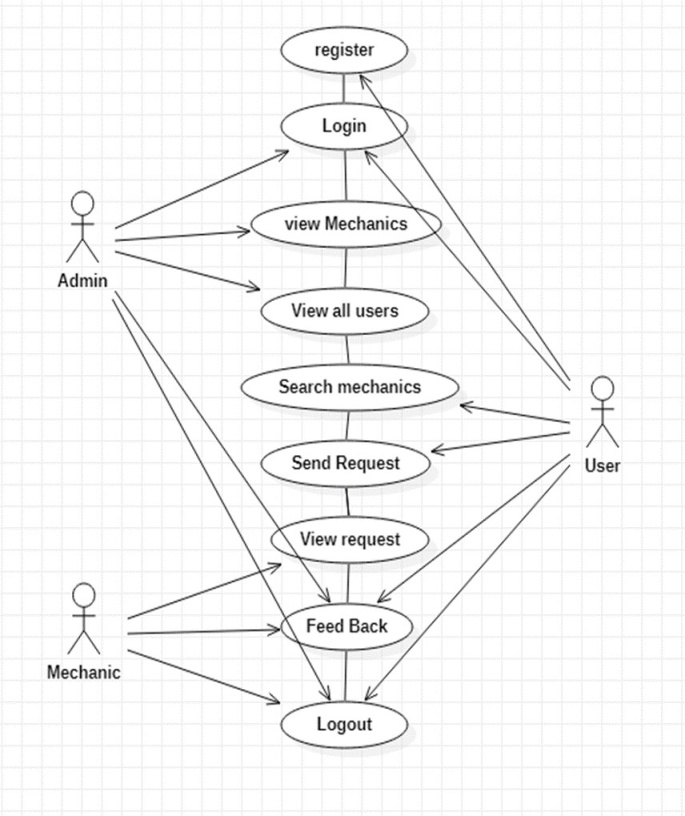 register
Login
view Mechanics
Admin
View all users
Search mechanics
Send Request
User
View request
Feed Back
Mechanic
Logout